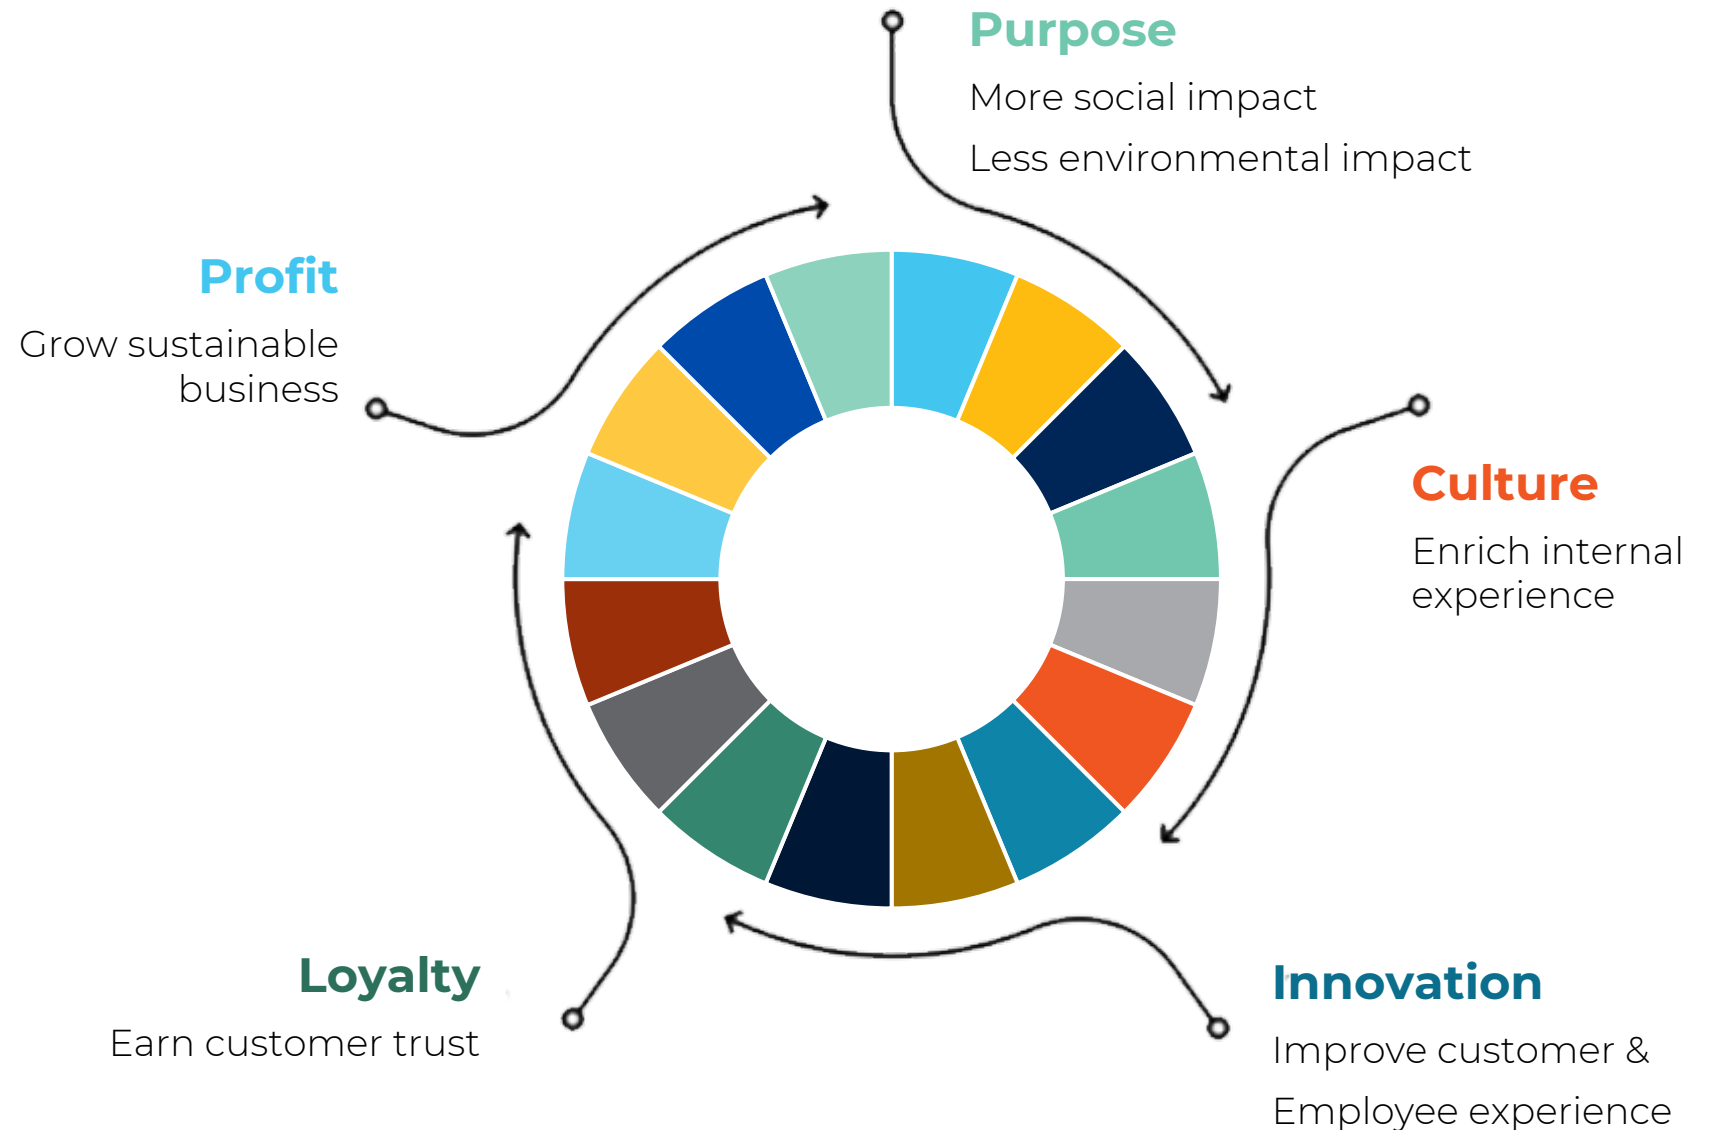 Purpose
More social impact
Less environmental impact
Profit
Grow sustainable
business
Culture
Enrich internal
experience
Loyalty
Earn customer trust
Innovation
Improve customer &
Employee experience